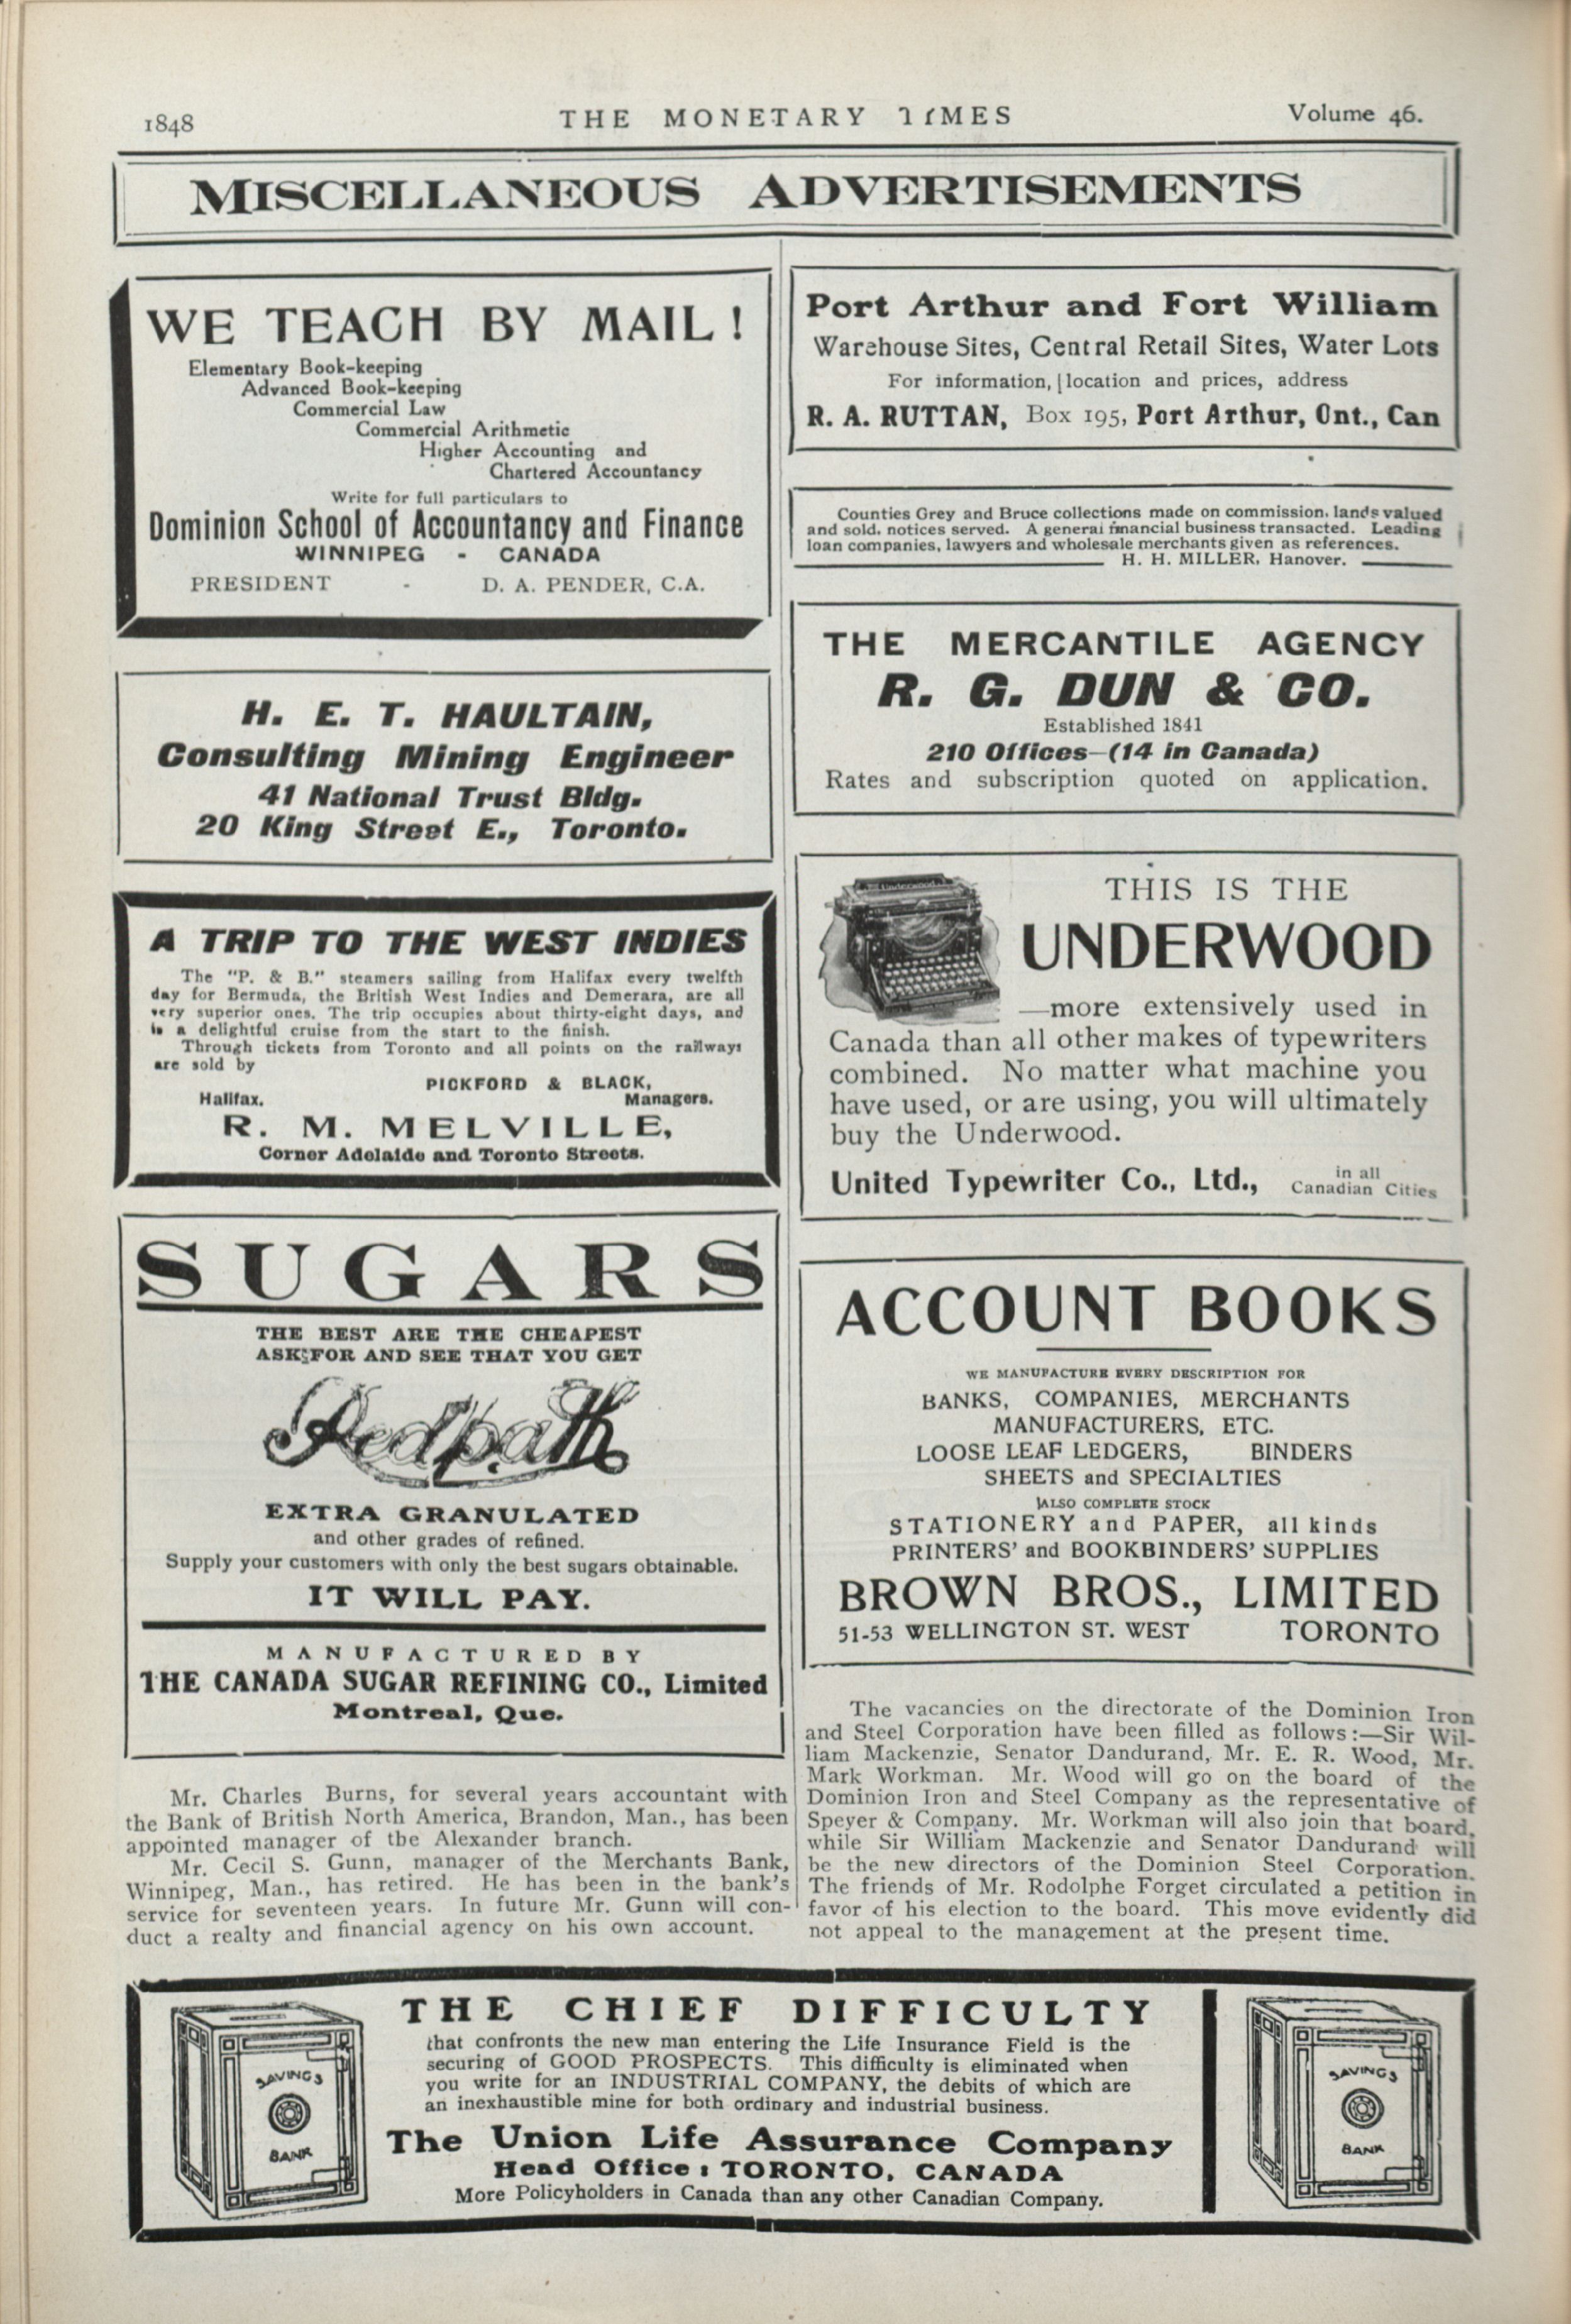 1848
THE MONETARY TIMES
Volume 46.
MISCELLANEOUS ADVERTISEMENTS
WE TEACH BY MAIL!
Elementary Book-keeping
Advanced Book-keeping
Commercial Law
Commercial Arithmetic
Higher Accounting and
Chartered Accountancy
Write for full particulars to
Dominion School of Accountancy and Finance
WINNIPEG - CANADA
PRESIDENT - D. A. PENDER, C.A.
H. E. T. HAULTAIN,
Consulting Mining Engineer
41 National Trust Bldg.
20 King Street E., Toronto.
A TRIP TO THE WEST INDIES
The "P. & B." steamers sailing from Halifax every twelfth
day for Bermuda, the British West Indies and Demerara, are all
very superior ones. The trip occupies about thirty-eight days, and
is a delightful cruise from the start to the finish.
Through tickets from Toronto and all points on the railways
are sold by
PICKFORD & BLACK,
Halifax. Managers.
R. M. MELVILLE,
Corner Adelaide and Toronto Streets.
SUGARS
THE BEST ARE THE CHEAPEST
ASK FOR AND SEE THAT YOU GET
Redpath
EXTRA GRANULATED
and other grades of refined.
Supply your customers with only the best sugars obtainable.
IT WILL PAY.
MANUFACTURED BY
THE CANADA SUGAR REFINING CO., Limited
Montreal, Que.
Mr. Charles Burns, for several years accountant with
the Bank of British North America, Brandon, Man., has been
appointed manager of the Alexander branch.
Mr. Cecil S. Gunn, manager of the Merchants Bank,
Winnipeg, Man., has retired. He has been in the bank's
service for seventeen years. In future Mr. Gunn will con-
duct a realty and financial agency on his own account.
Port Arthur and Fort William
Warehouse Sites, Central Retail Sites, Water Lots
For information, location and prices, address
R. A. RUTTAN, Box 195, Port Arthur, Ont., Can
Counties Grey and Bruce collections made on commission, lands valued
and sold, notices served. A general financial business transacted. Leading
loan companies, lawyers and wholesale merchants given as references.
H. H. MILLER, Hanover.
THE MERCANTILE AGENCY
R. G. DUN & CO.
Established 1841
210 Offices—(14 in Canada)
Rates and subscription quoted on application.
Underwood
THIS IS THE
UNDERWOOD
—more extensively used in
Canada than all other makes of typewriters
combined. No matter what machine you
have used, or are using, you will ultimately
buy the Underwood.
United Typewriter Co., Ltd., in all
Canadian Cities
ACCOUNT BOOKS
WE MANUFACTURE EVERY DESCRIPTION FOR
BANKS, COMPANIES, MERCHANTS
MANUFACTURERS, ETC.
LOOSE LEAF LEDGERS, BINDERS
SHEETS and SPECIALTIES
ALSO COMPLETE STOCK
STATIONERY and PAPER, all kinds
PRINTERS' and BOOKBINDERS' SUPPLIES
BROWN BROS., LIMITED
51-53 WELLINGTON ST. WEST TORONTO
The vacancies on the directorate of the Dominion Iron
and Steel Corporation have been filled as follows:—Sir Wil-
liam Mackenzie, Senator Dandurand, Mr. E. R. Wood, Mr.
Mark Workman. Mr. Wood will go on the board of the
Dominion Iron and Steel Company as the representative of
Speyer & Company. Mr. Workman will also join that board,
while Sir William Mackenzie and Senator Dandurand will
be the new directors of the Dominion Steel Corporation.
The friends of Mr. Rodolphe Forget circulated a petition in
favor of his election to the board. This move evidently did
not appeal to the management at the present time.
SAVINGS
BANK
THE CHIEF DIFFICULTY
that confronts the new man entering the Life Insurance Field is the
securing of GOOD PROSPECTS. This difficulty is eliminated when
you write for an INDUSTRIAL COMPANY, the debits of which are
an inexhaustible mine for both ordinary and industrial business.
The Union Life Assurance Company
Head Office: TORONTO, CANADA
More Policyholders in Canada than any other Canadian Company.
SAVINGS
BANK